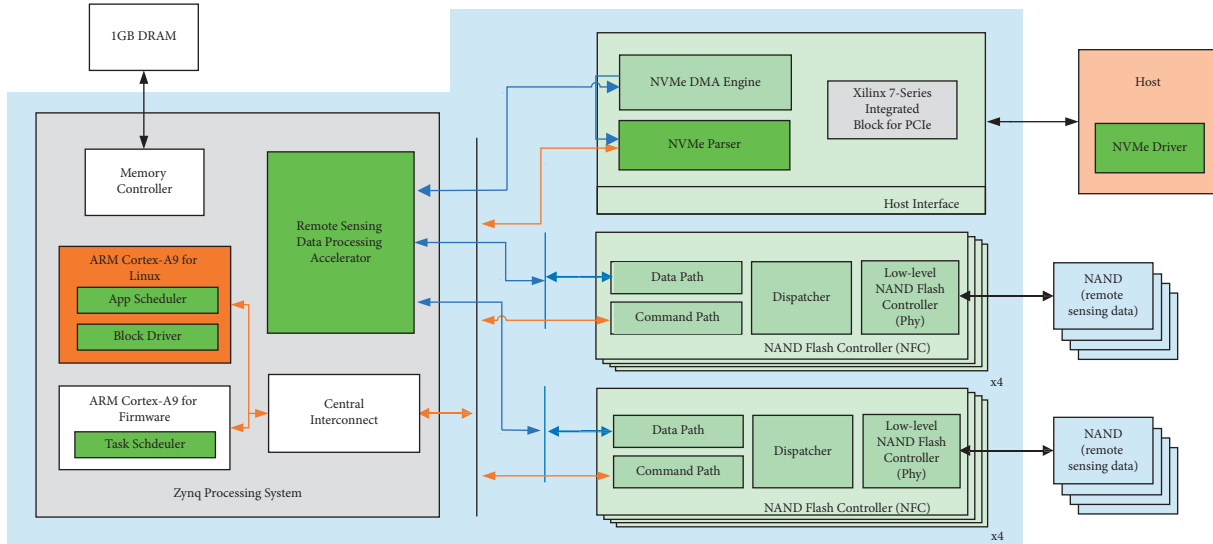 1GB DRAM
Memory
Controller
Remote Sensing
Data Processing
Accelerator
ARM Cortex-A9 for
Linux
App Scheduler
Block Driver
ARM Cortex-A9 for
Firmware
Task Schdeuler
Central
Interconnect
Zynq Processing System
NVMe DMA Engine
NVMe Parser
Xilinx 7-Series
Integrated
Block for PCIe
Host Interface
Host
NVMe Driver
Data Path
Command Path
Dispatcher
Low-level
NAND Flash
Controller
(Phy)
NAND Flash Controller (NFC)
x4
NAND
(remote
sensing data)
Data Path
Command Path
Dispatcher
Low-level
NAND Flash
Controller
(Phy)
NAND Flash Controller (NFC)
x4
NAND
(remote
sensing data)